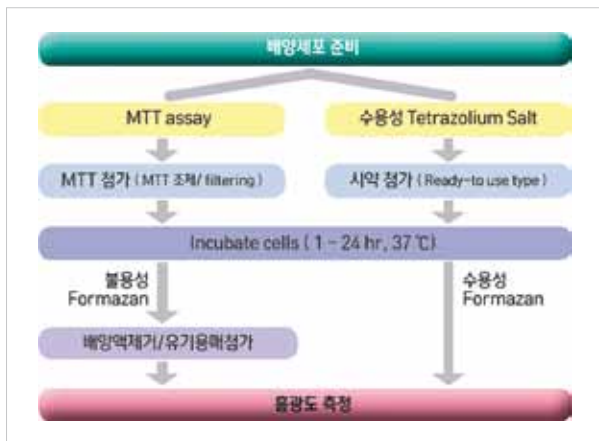 배양세포 준비
MTT assay
수용성 Tetrazolium Salt
MTT 첨가 ( MTT 조제/ filtering )
시약 첨가 ( Ready-to use type )
Incubate cells ( 1 - 24 hr, 37 ℃)
불용성
Formazan
수용성
Formazan
배양액제거/유기용매첨가
흡광도 측정